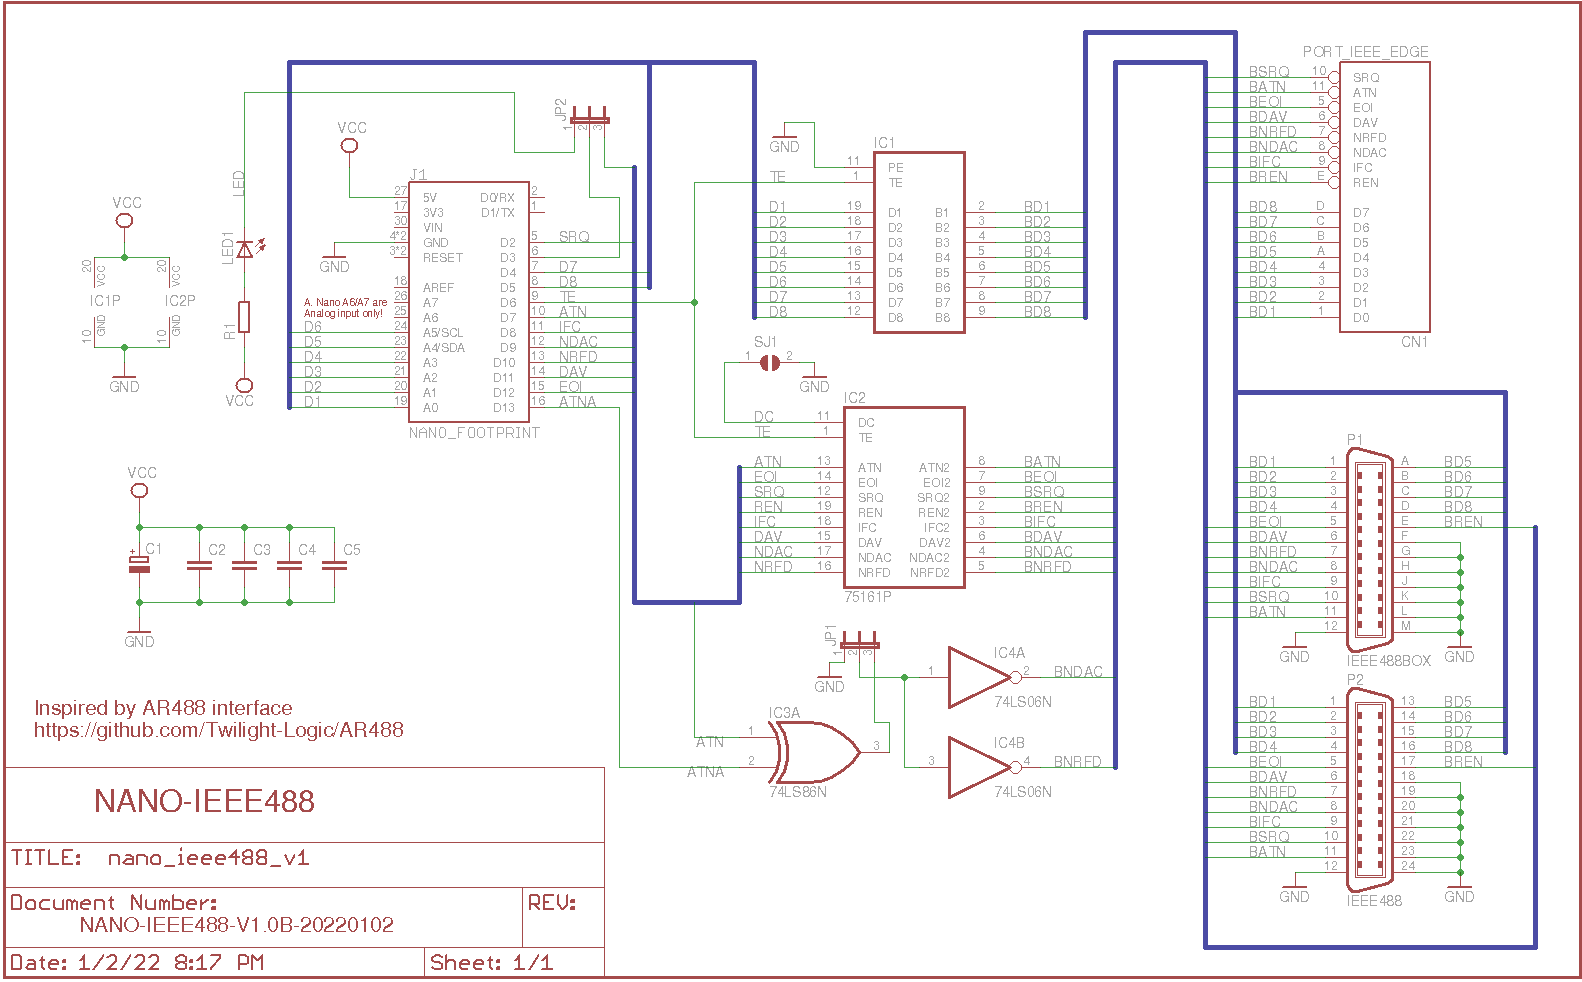 PORT_IEEE_EDGE
BSRQ 10 SRQ
BATN 11 ATN
BEOI 5 EOI
BDAV 6 DAV
BNRFD 7 NRFD
BNDAC 8 NDAC
BIFC 9 IFC
BREN E REN
BD8 D D7
BD7 C D6
BD6 B D5
BD5 A D4
BD4 4 D3
BD3 3 D2
BD2 2 D1
BD1 1 D0
CN1
JP2
1 2 3
VCC
J1
27 5V D0/RX 2
17 3V3 D1/TX 1
30 VIN
4*2 GND D2 5 SRQ
3*2 RESET D3 6
D4 7 D7
18 AREF D5 8 D8
26 A7 D6 9 TE
25 A6 D7 10 ATN
D6 24 A5/SCL D8 11 IFC
D5 23 A4/SDA D9 12 NDAC
D4 22 A3 D10 13 NRFD
D3 21 A2 D11 14 DAV
D2 20 A1 D12 15 EOI
D1 19 A0 D13 16 ATNA
NANO_FOOTPRINT
GND
A. Nano A6/A7 are
Analog input only!
LED
LED1
R1
VCC
VCC
20 VCC 20 VCC
IC1P IC2P
10 GND 10 GND
GND
GND
IC1
11 PE
TE 1 TE
D1 19 D1 B1 2 BD1
D2 18 D2 B2 3 BD2
D3 17 D3 B3 4 BD3
D4 16 D4 B4 5 BD4
D5 15 D5 B5 6 BD5
D6 14 D6 B6 7 BD6
D7 13 D7 B7 8 BD7
D8 12 D8 B8 9 BD8
SJ1
1 2
GND
IC2
DC 11 DC
TE 1 TE
ATN 13 ATN ATN2 8 BATN
EOI 14 EOI EOI2 7 BEOI
SRQ 12 SRQ SRQ2 9 BSRQ
REN 19 REN REN2 2 BREN
IFC 18 IFC IFC2 3 BIFC
DAV 15 DAV DAV2 6 BDAV
NDAC 17 NDAC NDAC2 4 BNDAC
NRFD 16 NRFD NRFD2 5 BNRFD
75161P
VCC
+ C1 C2 C3 C4 C5
GND
JP1
1 2 3
GND
IC4A
1 2 BNDAC
74LS06N
IC3A
ATN 1
ATNA 2
3
74LS86N
IC4B
3 4 BNRFD
74LS06N
P1
BD1 1 A BD5
BD2 2 B BD6
BD3 3 C BD7
BD4 4 D BD8
BEOI 5 E BREN
BDAV 6 F
BNRFD 7 G
BNDAC 8 H
BIFC 9 J
BSRQ 10 K
BATN 11 L
12 M
GND IEEE488BOX GND
P2
BD1 1 13 BD5
BD2 2 14 BD6
BD3 3 15 BD7
BD4 4 16 BD8
BEOI 5 17 BREN
BDAV 6 18
BNRFD 7 19
BNDAC 8 20
BIFC 9 21
BSRQ 10 22
BATN 11 23
12 24
GND IEEE488 GND
Inspired by AR488 interface
https://github.com/Twilight-Logic/AR488
NANO-IEEE488
TITLE: nano_ieee488_v1
Document Number:
NANO-IEEE488-V1.0B-20220102
REV:
Date: 1/2/22 8:17 PM
Sheet: 1/1